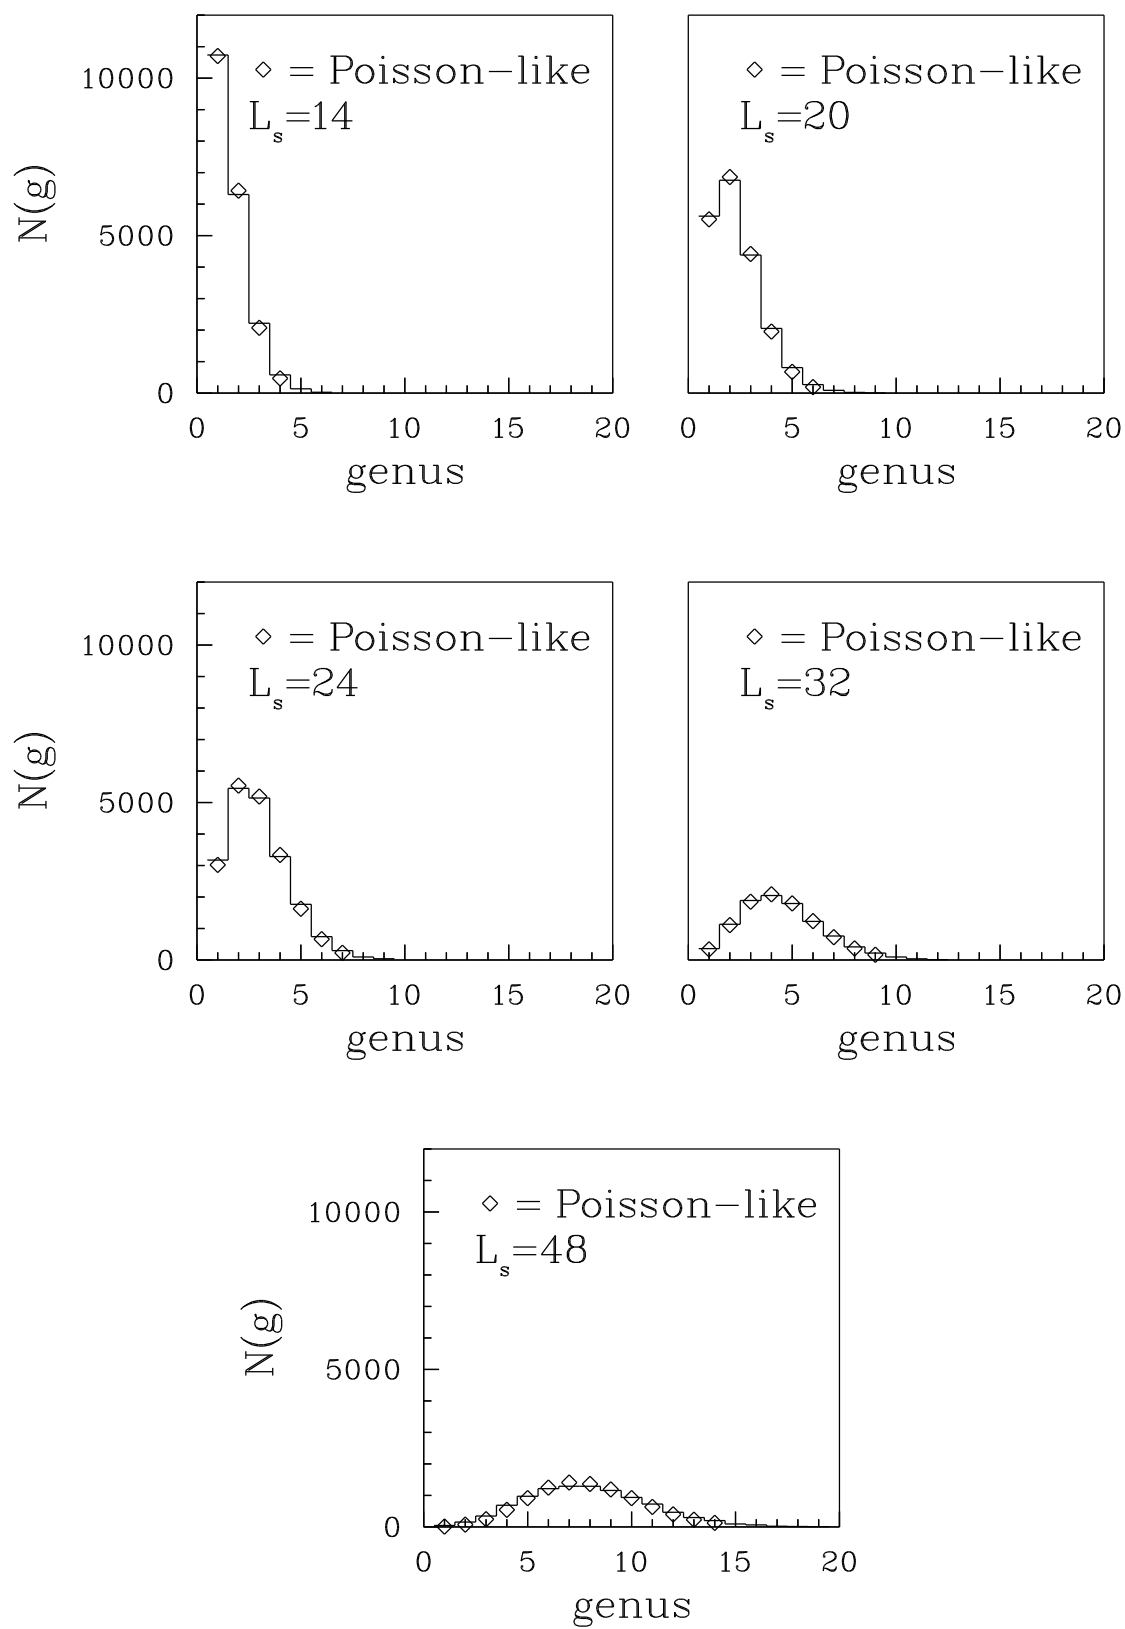 ◇ = Poisson−like
L_s=14
10000
5000
0
N(g)
0 5 10 15 20
genus
◇ = Poisson−like
L_s=20
0 5 10 15 20
genus
◇ = Poisson−like
L_s=24
10000
5000
0
N(g)
0 5 10 15 20
genus
◇ = Poisson−like
L_s=32
0 5 10 15 20
genus
◇ = Poisson−like
L_s=48
10000
5000
0
N(g)
0 5 10 15 20
genus